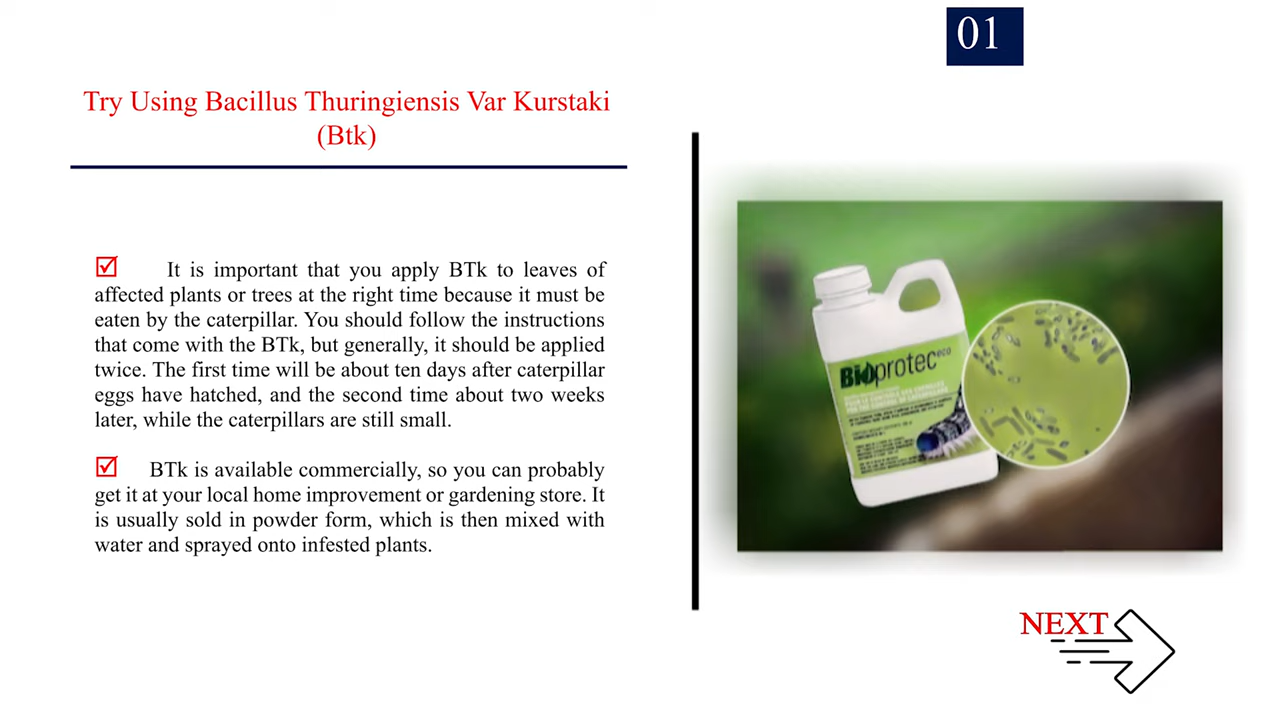 01
Try Using Bacillus Thuringiensis Var Kurstaki
(Btk)
It is important that you apply BTk to leaves of
affected plants or trees at the right time because it must be
eaten by the caterpillar. You should follow the instructions
that come with the BTk, but generally, it should be applied
twice. The first time will be about ten days after caterpillar
eggs have hatched, and the second time about two weeks
later, while the caterpillars are still small.
BTk is available commercially, so you can probably
get it at your local home improvement or gardening store. It
is usually sold in powder form, which is then mixed with
water and sprayed onto infested plants.
Bioprotec eco
NEXT